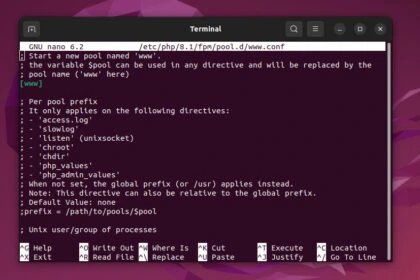 Terminal
GNU nano 6.2 /etc/php/8.1/fpm/pool.d/www.conf
; Start a new pool named 'www'.
; the variable $pool can be used in any directive and will be replaced by the
; pool name ('www' here)
[www]
; Per pool prefix
; It only applies on the following directives:
; - 'access.log'
; - 'slowlog'
; - 'listen' (unixsocket)
; - 'chroot'
; - 'chdir'
; - 'php_values'
; - 'php_admin_values'
; When not set, the global prefix (or /usr) applies instead.
; Note: This directive can also be relative to the global prefix.
; Default Value: none
;prefix = /path/to/pools/$pool
; Unix user/group of processes
^G Help ^O Write Out ^W Where Is ^K Cut ^T Execute ^C Location
^X Exit ^R Read File ^\ Replace ^U Paste ^J Justify ^/ Go To Line